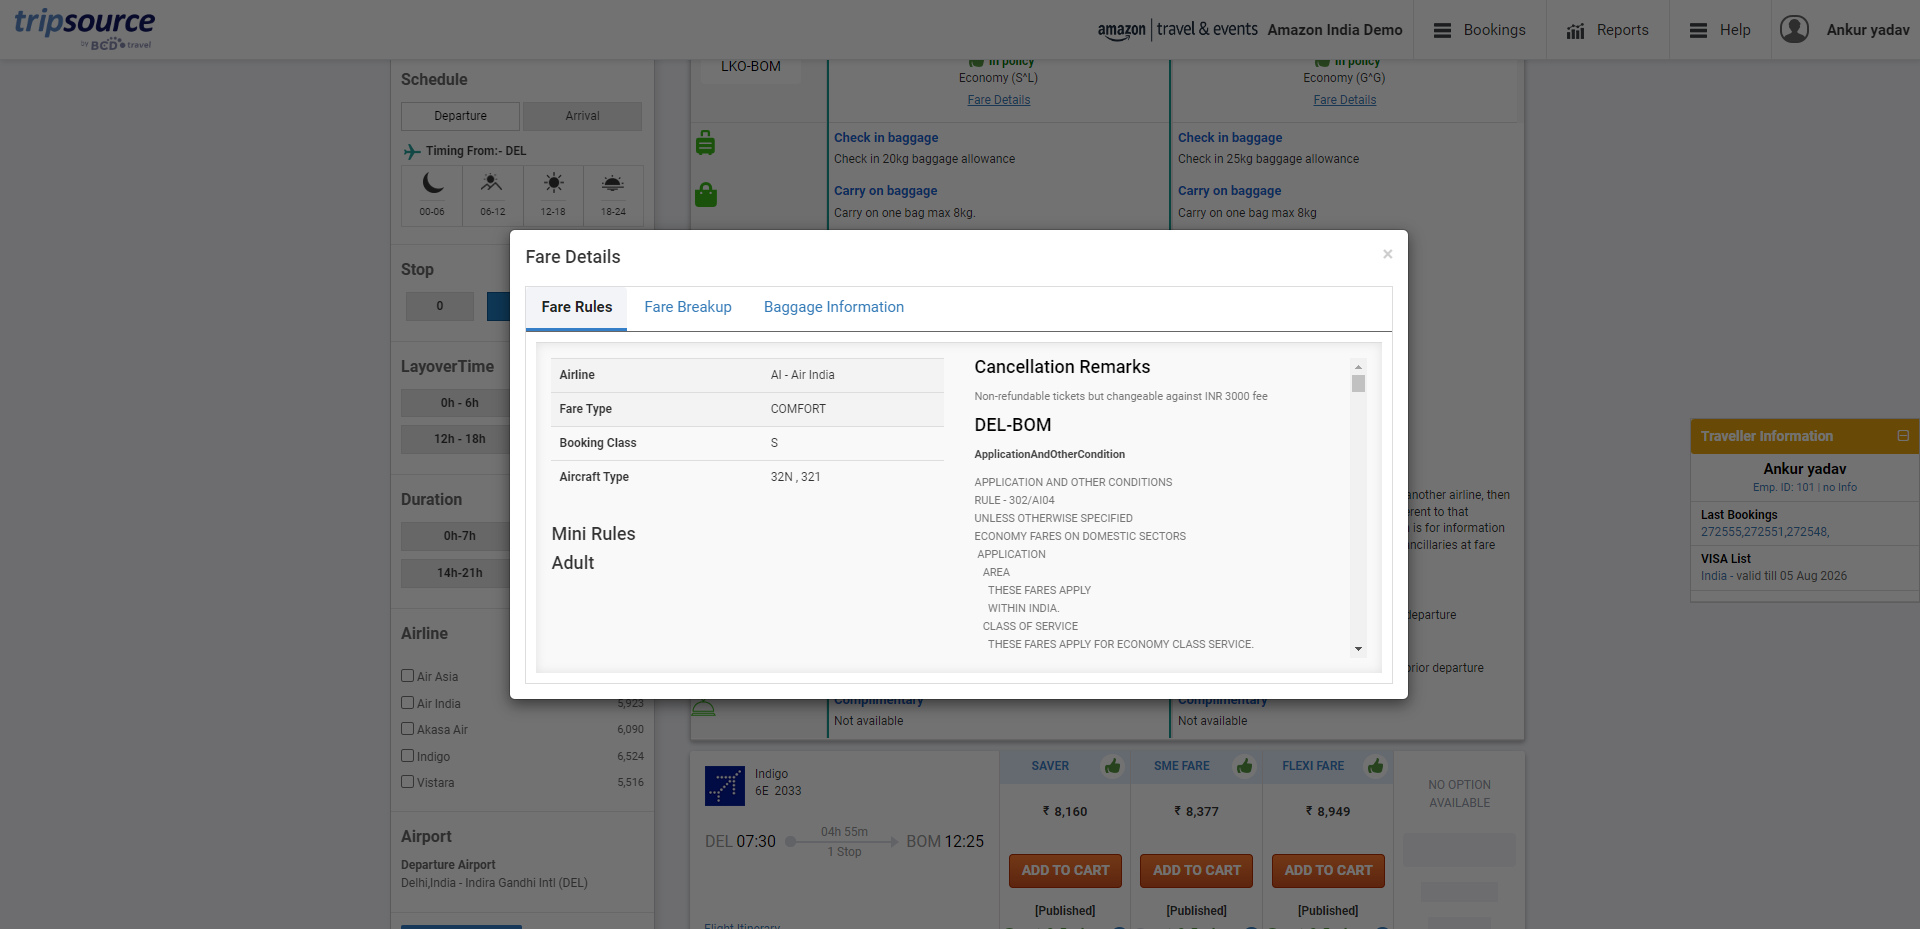 tripsource
by BCD travel
amazon travel & events Amazon India Demo
Bookings
Reports
Help
Ankur yadav
Schedule
Departure
Arrival
Timing From:- DEL
00-06
06-12
12-18
18-24
Stop
0
LayoverTime
0h - 6h
12h - 18h
Duration
0h-7h
14h-21h
Airline
Air Asia
Air India 5,923
Akasa Air 6,090
Indigo 6,524
Vistara 5,516
Airport
Departure Airport
Delhi,India - Indira Gandhi Intl (DEL)
LKO-BOM
In policy
Economy (S^L)
Fare Details
In policy
Economy (G^G)
Fare Details
Check in baggage
Check in 20kg baggage allowance
Carry on baggage
Carry on one bag max 8kg.
Check in baggage
Check in 25kg baggage allowance
Carry on baggage
Carry on one bag max 8kg
Fare Details
×
Fare Rules
Fare Breakup
Baggage Information
Airline AI - Air India
Fare Type COMFORT
Booking Class S
Aircraft Type 32N , 321
Mini Rules
Adult
Cancellation Remarks
Non-refundable tickets but changeable against INR 3000 fee
DEL-BOM
ApplicationAndOtherCondition
APPLICATION AND OTHER CONDITIONS
RULE - 302/AI04
UNLESS OTHERWISE SPECIFIED
ECONOMY FARES ON DOMESTIC SECTORS
APPLICATION
AREA
THESE FARES APPLY
WITHIN INDIA.
CLASS OF SERVICE
THESE FARES APPLY FOR ECONOMY CLASS SERVICE.
another airline, then
erent to that
is for information
ncillaries at fare
departure
prior departure
Complimentary
Not available
Complimentary
Not available
Indigo
6E 2033
DEL 07:30
04h 55m
1 Stop
BOM 12:25
Flight Itinerary
SAVER
₹ 8,160
ADD TO CART
[Published]
SME FARE
₹ 8,377
ADD TO CART
[Published]
FLEXI FARE
₹ 8,949
ADD TO CART
[Published]
NO OPTION
AVAILABLE
Traveller Information
Ankur yadav
Emp. ID: 101 | no Info
Last Bookings
272555,272551,272548,
VISA List
India - valid till 05 Aug 2026